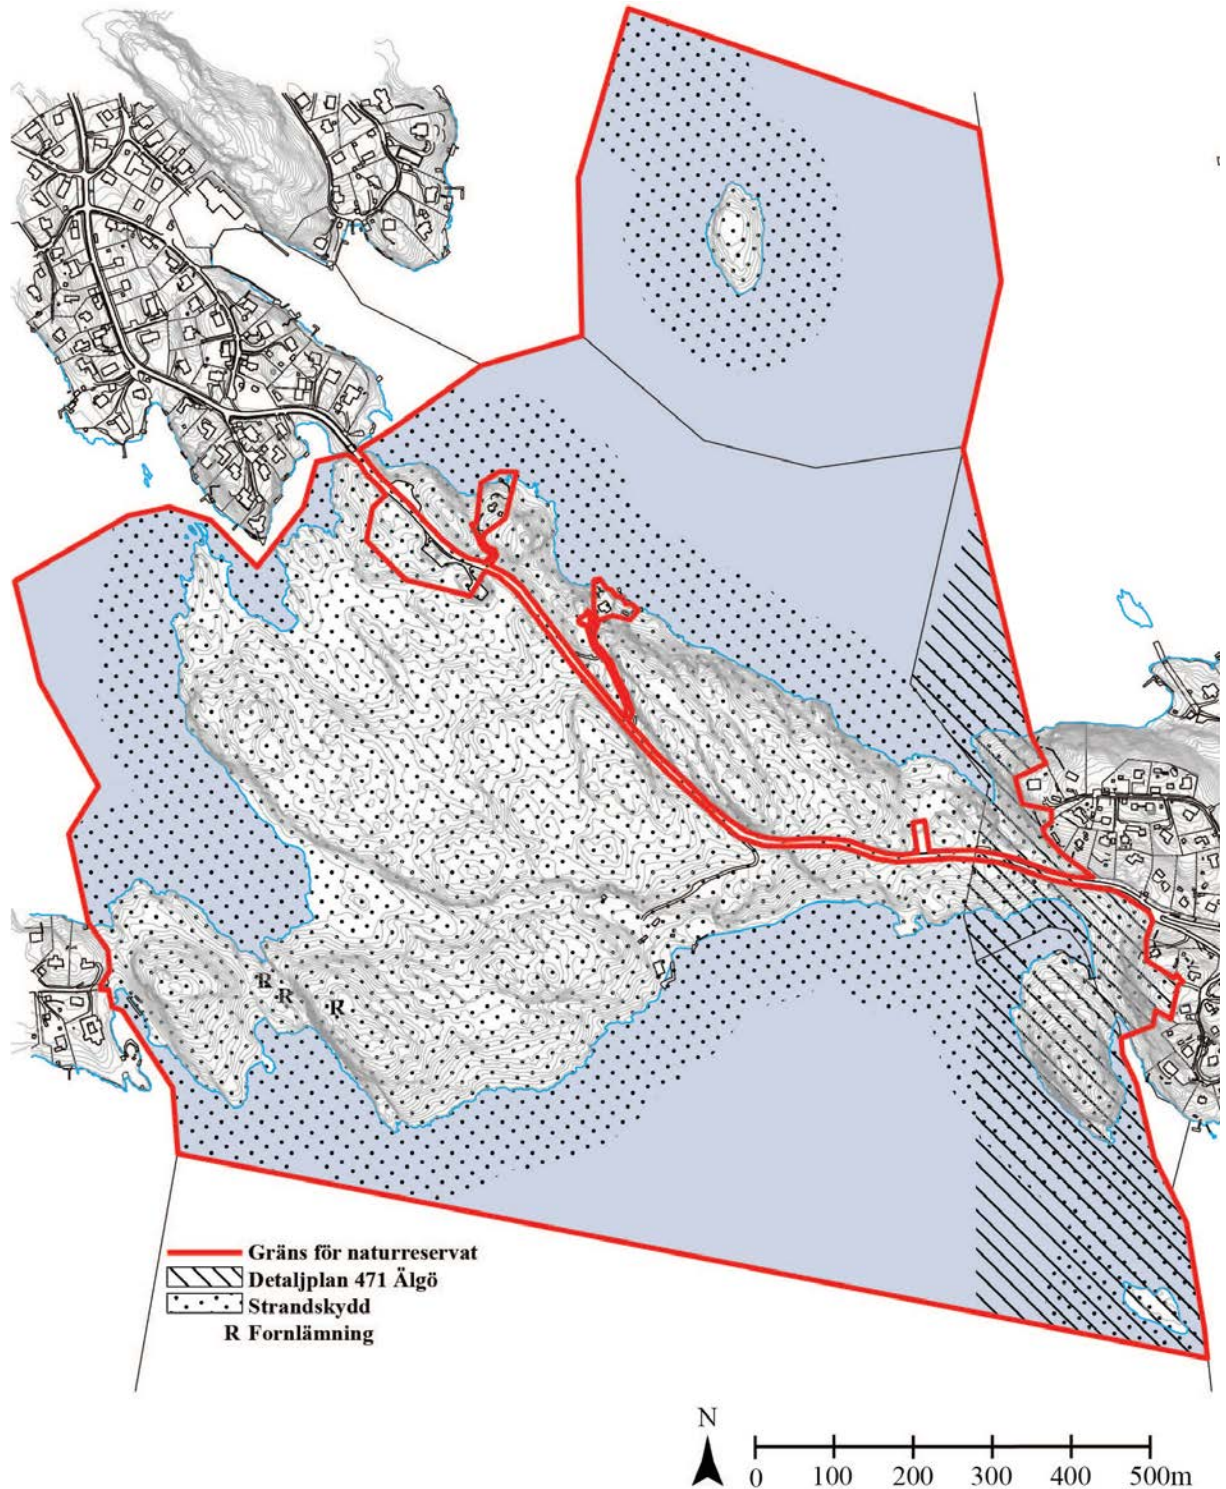 R
R
R
Gräns för naturreservat
Detaljplan 471 Älgö
Strandskydd
R Fornlämning
N
0 100 200 300 400 500m